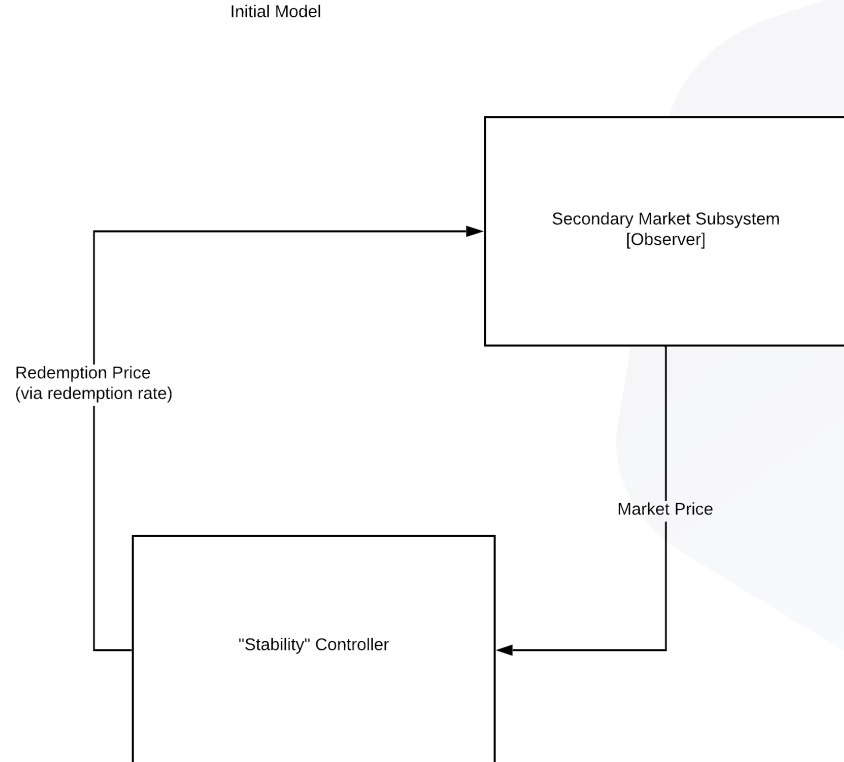 Initial Model
Secondary Market Subsystem
[Observer]
Redemption Price
(via redemption rate)
Market Price
"Stability" Controller